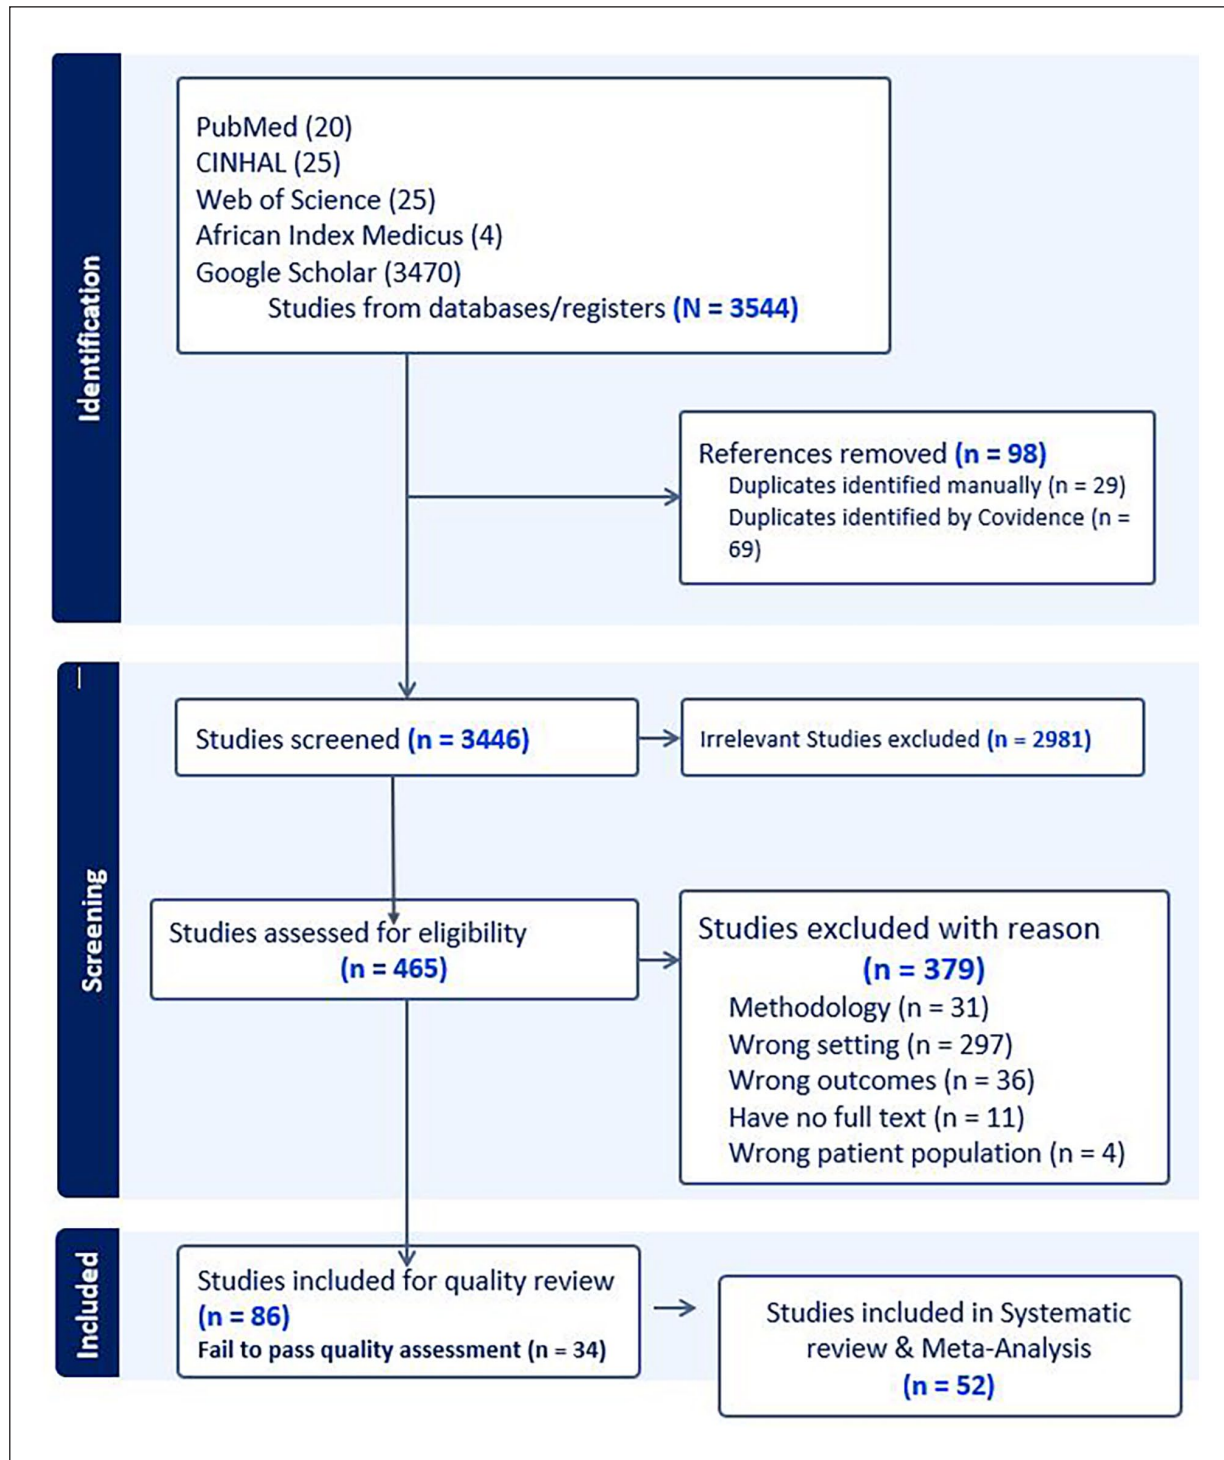 Identification
PubMed (20)
CINHAL (25)
Web of Science (25)
African Index Medicus (4)
Google Scholar (3470)
Studies from databases/registers (N = 3544)
References removed (n = 98)
Duplicates identified manually (n = 29)
Duplicates identified by Covidence (n =
69)
Screening
Studies screened (n = 3446)
Irrelevant Studies excluded (n = 2981)
Studies assessed for eligibility
(n = 465)
Studies excluded with reason
(n = 379)
Methodology (n = 31)
Wrong setting (n = 297)
Wrong outcomes (n = 36)
Have no full text (n = 11)
Wrong patient population (n = 4)
Included
Studies included for quality review
(n = 86)
Fail to pass quality assessment (n = 34)
Studies included in Systematic
review & Meta-Analysis
(n = 52)